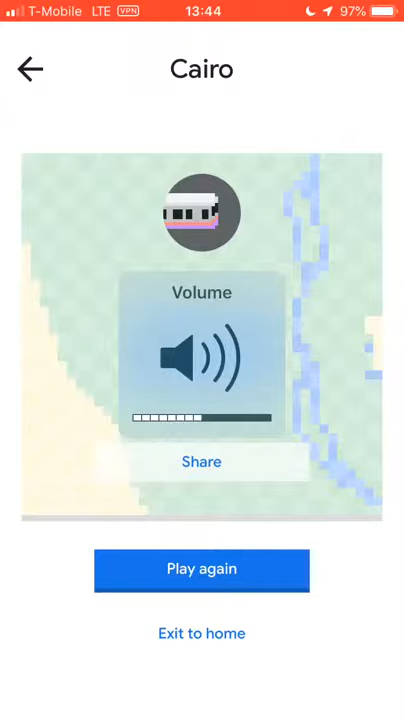 T-Mobile LTE VPN 13:44 97%
Cairo
Volume
Share
Play again
Exit to home